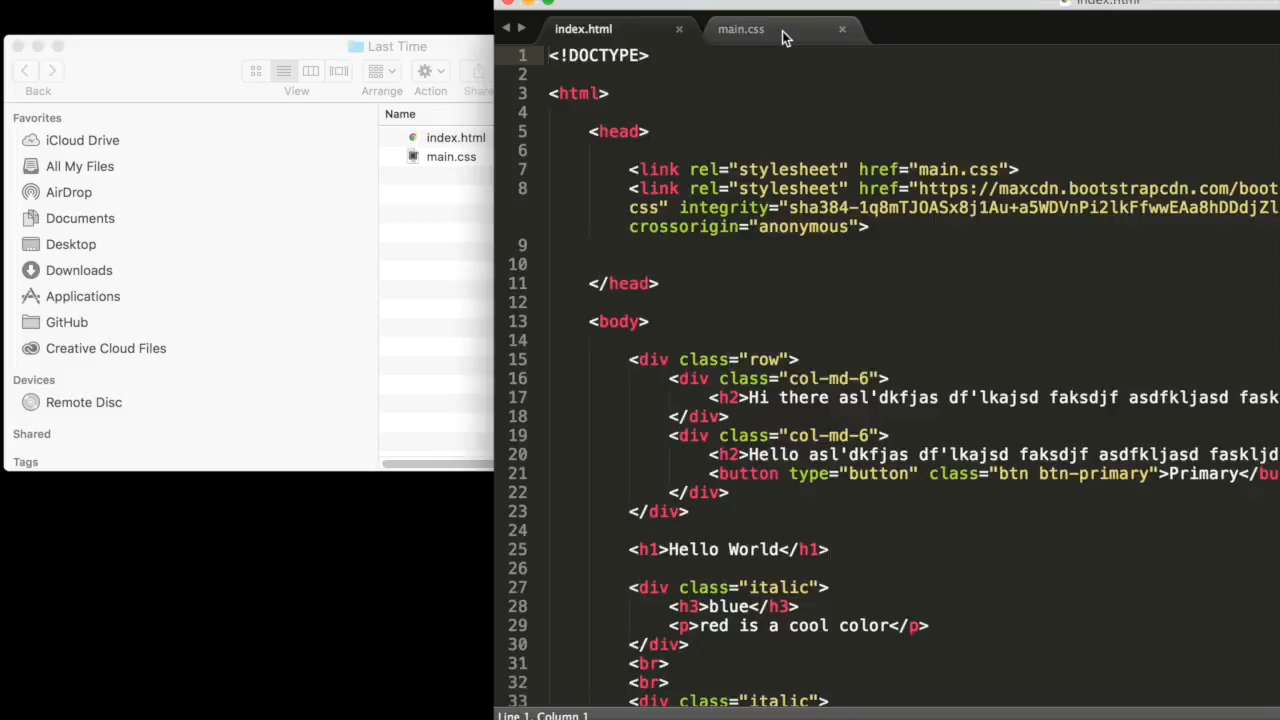 Last Time
Back
View
Arrange
Action
Share
Favorites
iCloud Drive
All My Files
AirDrop
Documents
Desktop
Downloads
Applications
GitHub
Creative Cloud Files
Devices
Remote Disc
Shared
Tags
Name
index.html
main.css
index.html
index.html × main.css ×
1 <!DOCTYPE>
2
3 <html>
4
5 <head>
6
7 <link rel="stylesheet" href="main.css">
8 <link rel="stylesheet" href="https://maxcdn.bootstrapcdn.com/boot
css" integrity="sha384-1q8mTJOASx8j1Au+a5WDVnPi2lkFfwwEAa8hDDdjZl
crossorigin="anonymous">
9
10
11 </head>
12
13 <body>
14
15 <div class="row">
16 <div class="col-md-6">
17 <h2>Hi there asl'dkfjas df'lkajsd faksdjf asdfkljasd fask
18 </div>
19 <div class="col-md-6">
20 <h2>Hello asl'dkfjas df'lkajsd faksdjf asdfkljasd faskljd
21 <button type="button" class="btn btn-primary">Primary</bu
22 </div>
23 </div>
24
25 <h1>Hello World</h1>
26
27 <div class="italic">
28 <h3>blue</h3>
29 <p>red is a cool color</p>
30 </div>
31 <br>
32 <br>
33 <div class="italic">
Line 1, Column 1